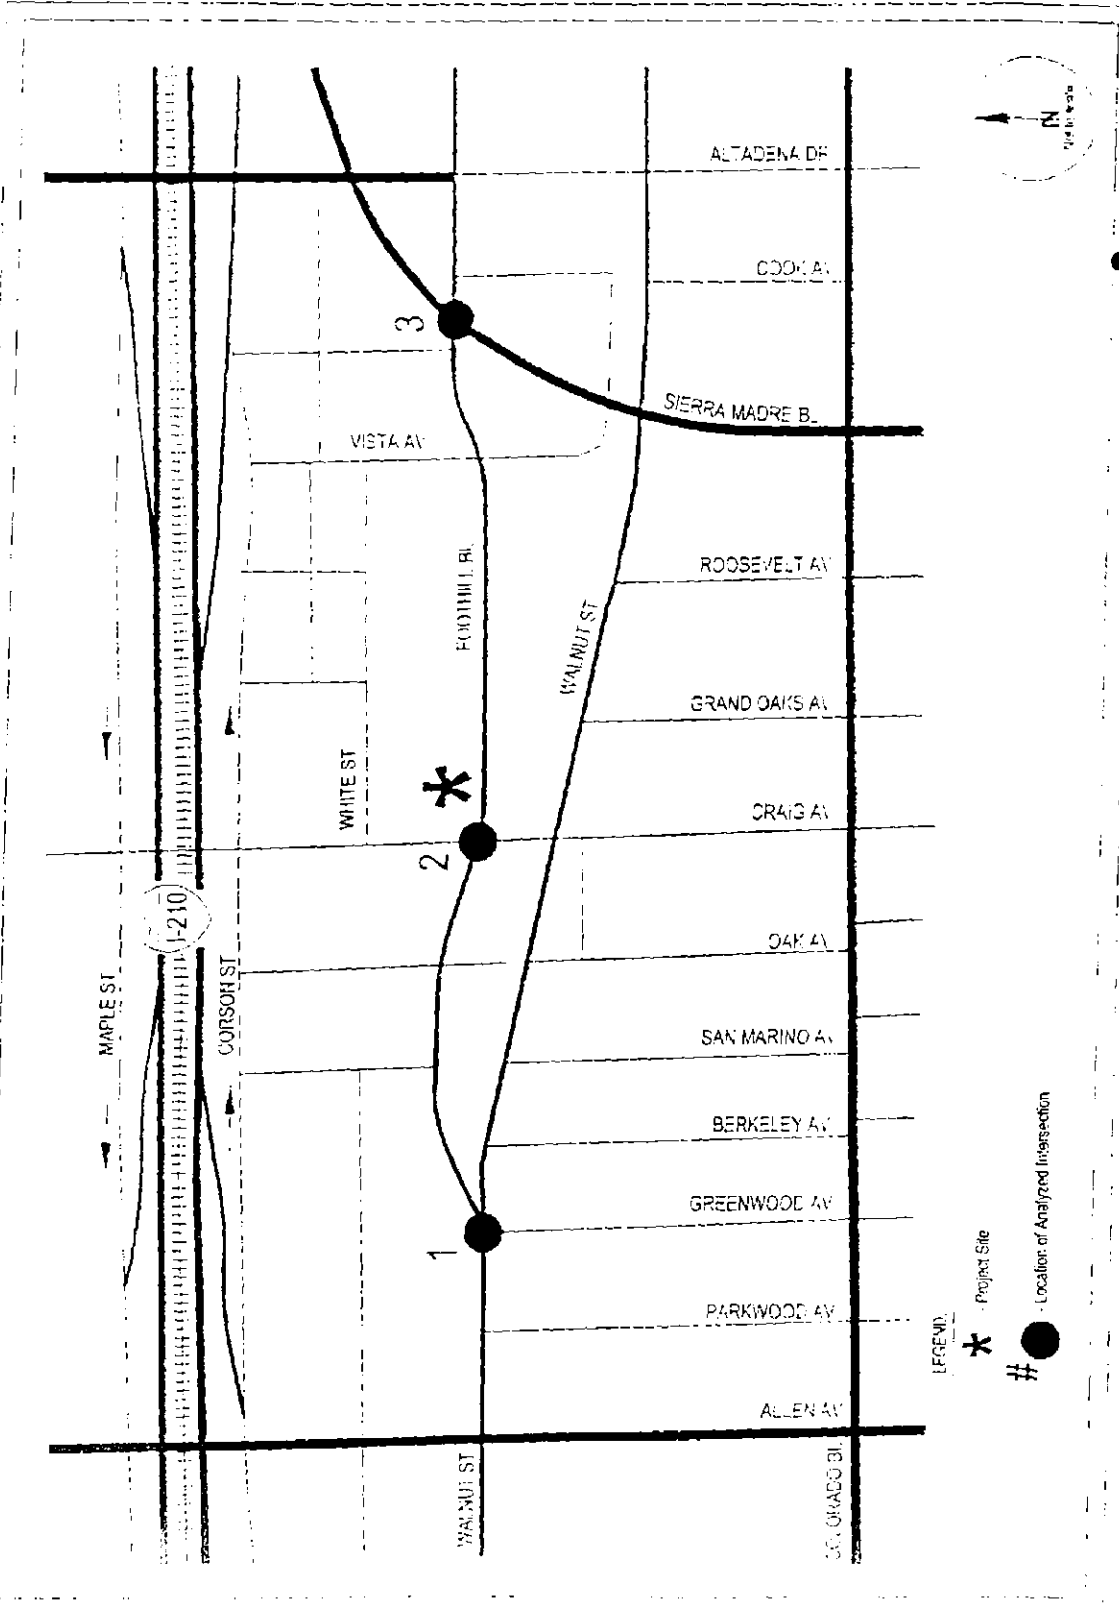 N
ALTADENA DR
COOK AV
3
SIERRA MADRE BL
VISTA AV
ROOSEVELT AV
FOOTHILL BL
WALNUT ST
GRAND OAKS AV
WHITE ST
CRAIG AV
2
I-210
OAK AV
MAPLE ST
CORSON ST
SAN MARINO AV
BERKELEY AV
GREENWOOD AV
1
PARKWOOD AV
ALLEN AV
WALNUT ST
COLORADO BL
LEGEND:
* - Project Site
# - Location of Analyzed Intersection